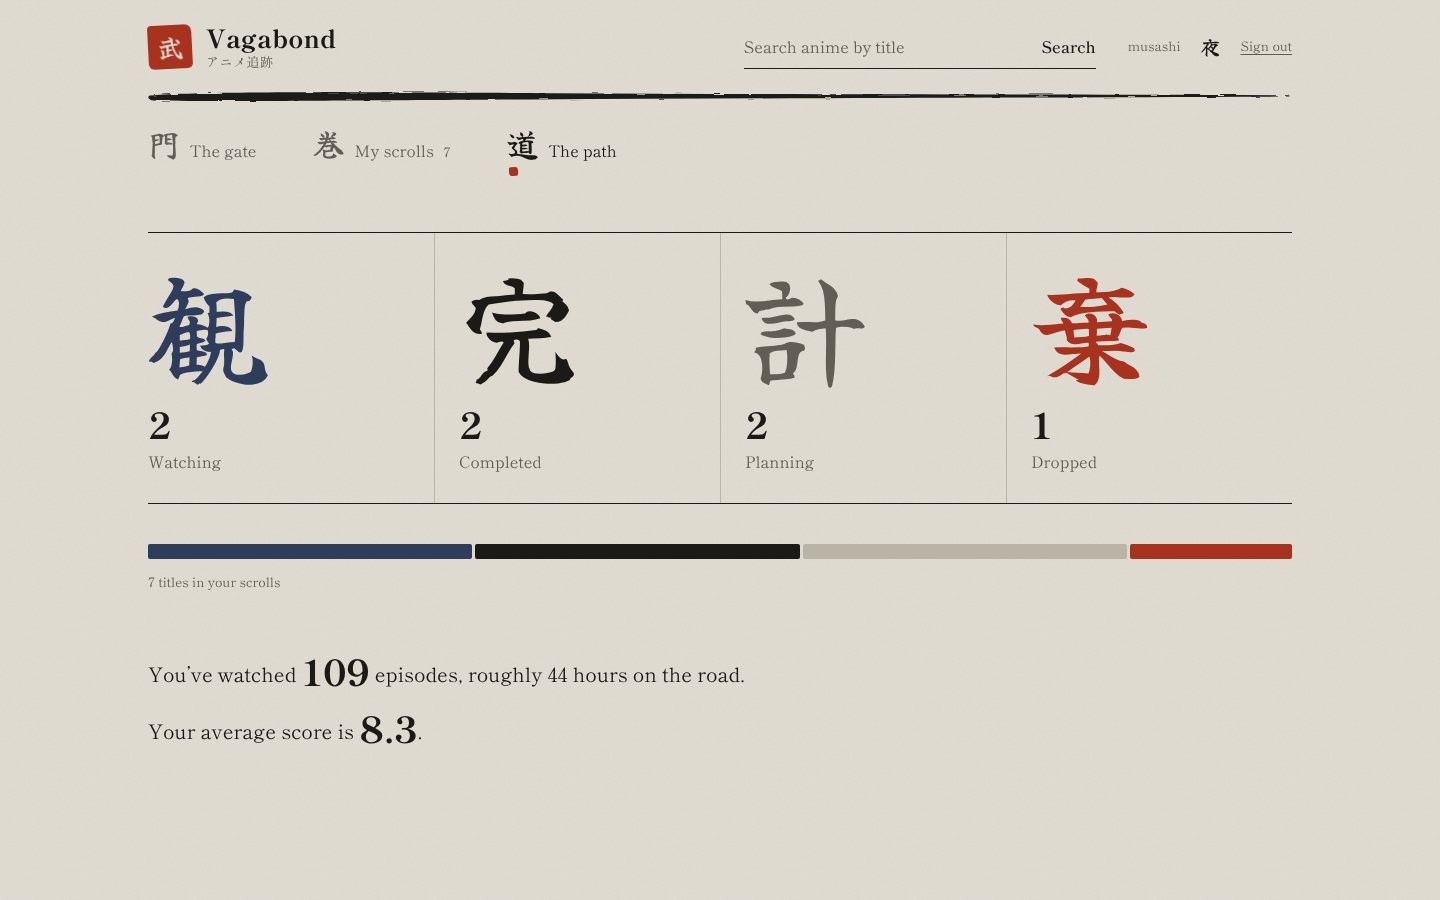 武
Vagabond
アニメ追跡
Search anime by title
Search
musashi
夜
Sign out
門 The gate
巻 My scrolls 7
道 The path
観
2
Watching
完
2
Completed
計
2
Planning
棄
1
Dropped
7 titles in your scrolls
You’ve watched 109 episodes, roughly 44 hours on the road.
Your average score is 8.3.